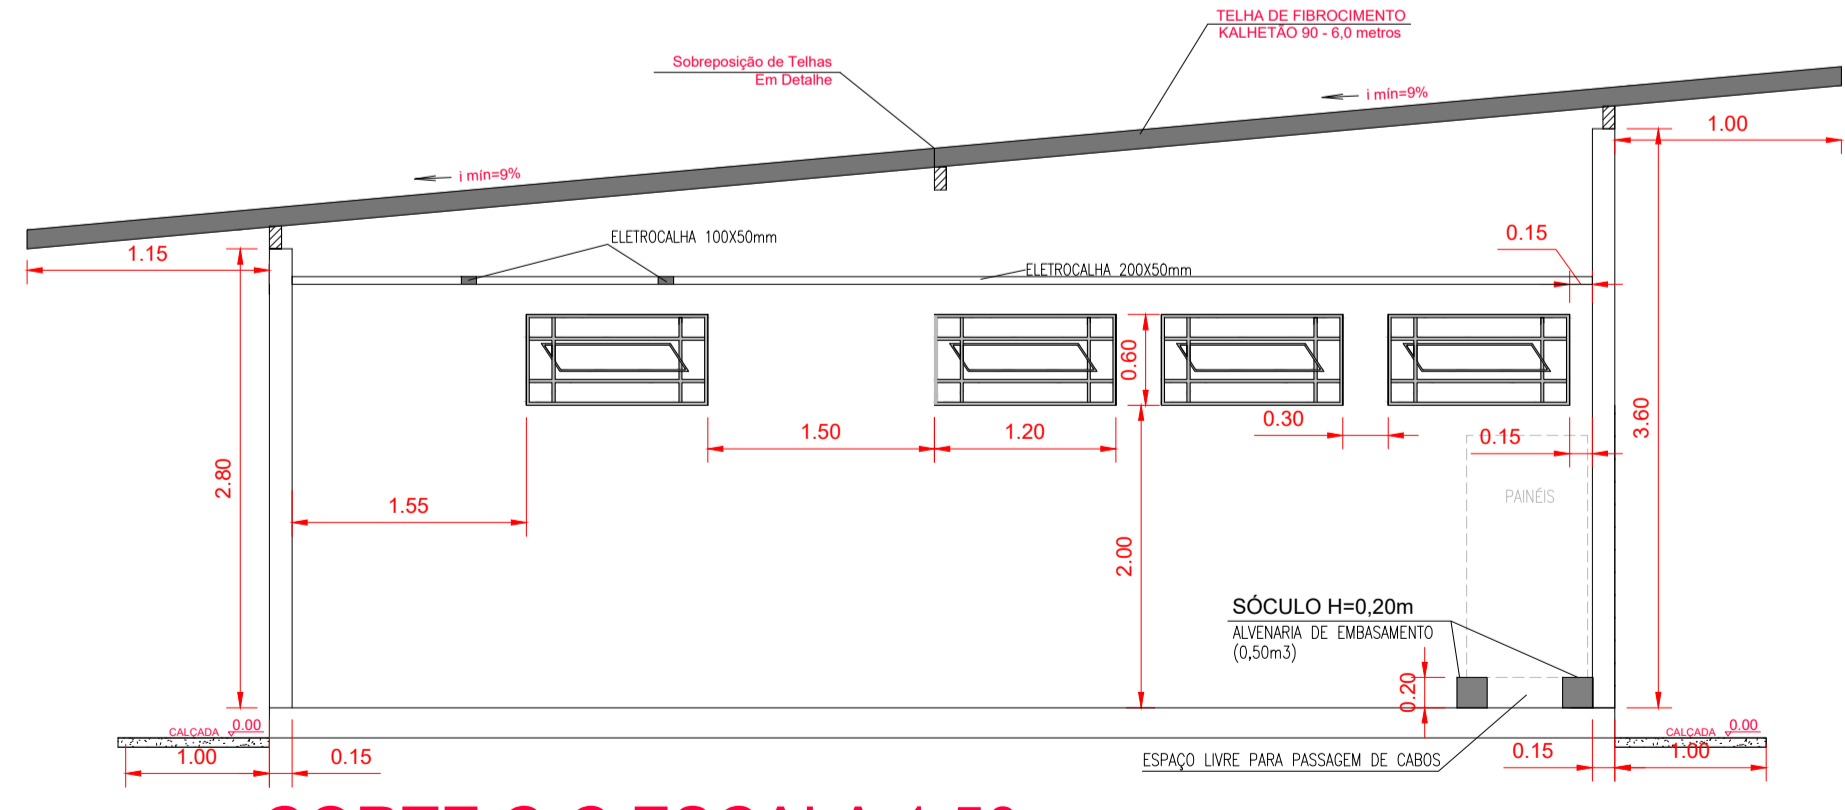 TELHA DE FIBROCIMENTO
KALHETÃO 90 - 6,0 metros
Sobreposição de Telhas
Em Detalhe
i mín=9%
1.00
i mín=9%
ELETROCALHA 100X50mm
0.15
1.15
ELETROCALHA 200X50mm
0.60
0.30
3.60
1.50
1.20
0.15
2.80
PAINÉIS
1.55
2.00
SÓCULO H=0,20m
ALVENARIA DE EMBASAMENTO
(0,50m3)
0.20
CALÇADA 0.00
CALÇADA 0.00
1.00
0.15
ESPAÇO LIVRE PARA PASSAGEM DE CABOS
0.15
1.00